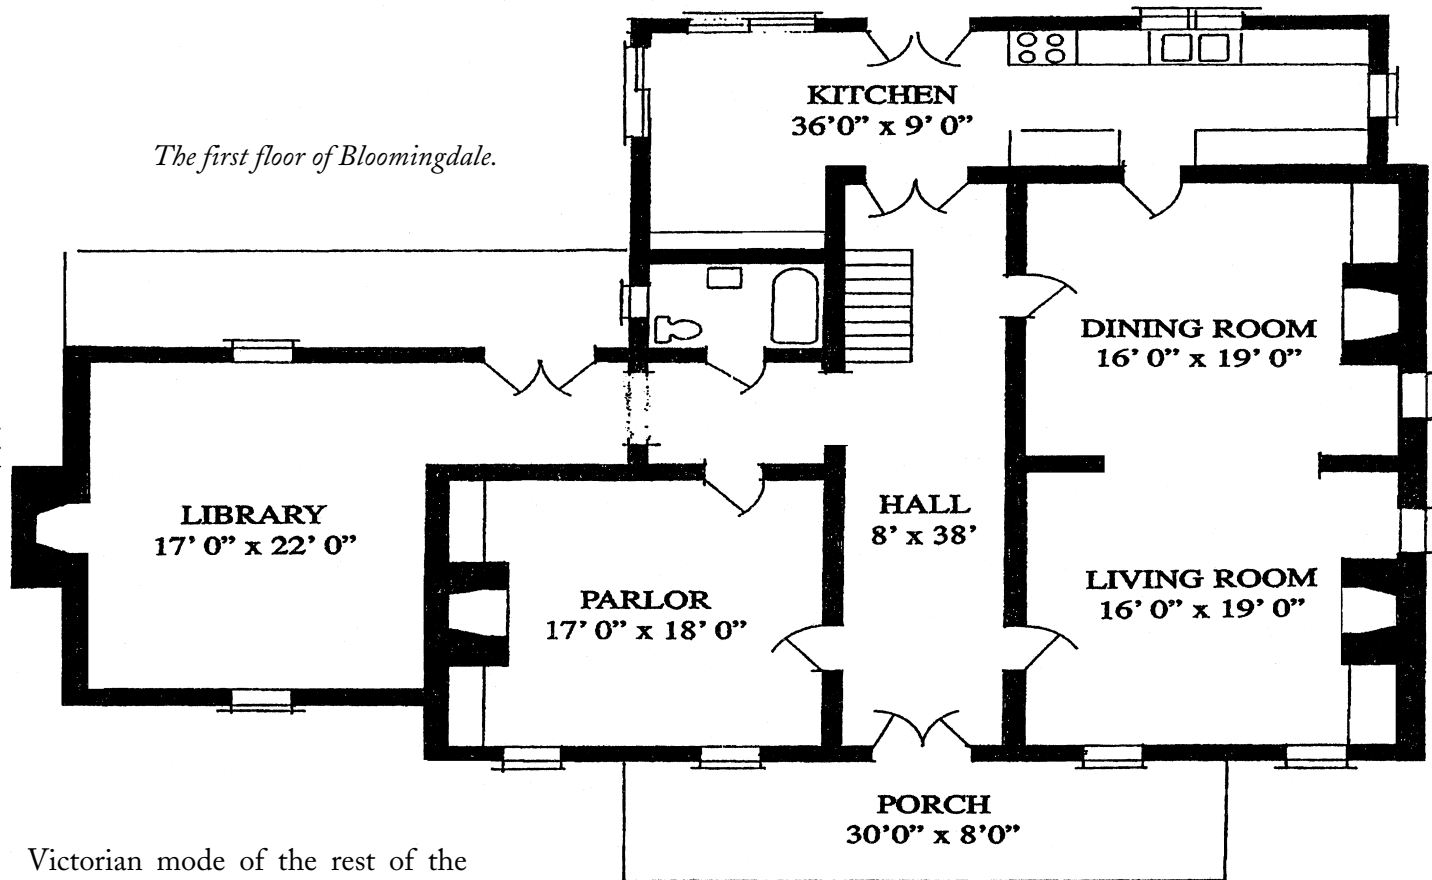 KITCHEN
36’0” x 9’ 0”
The first floor of Bloomingdale.
DINING ROOM
16’ 0” x 19’ 0”
LIBRARY
17’ 0” x 22’ 0”
HALL
8’ x 38’
PARLOR
17’ 0” x 18’ 0”
LIVING ROOM
16’ 0” x 19’ 0”
PORCH
30’0” x 8’0”
Victorian mode of the rest of the